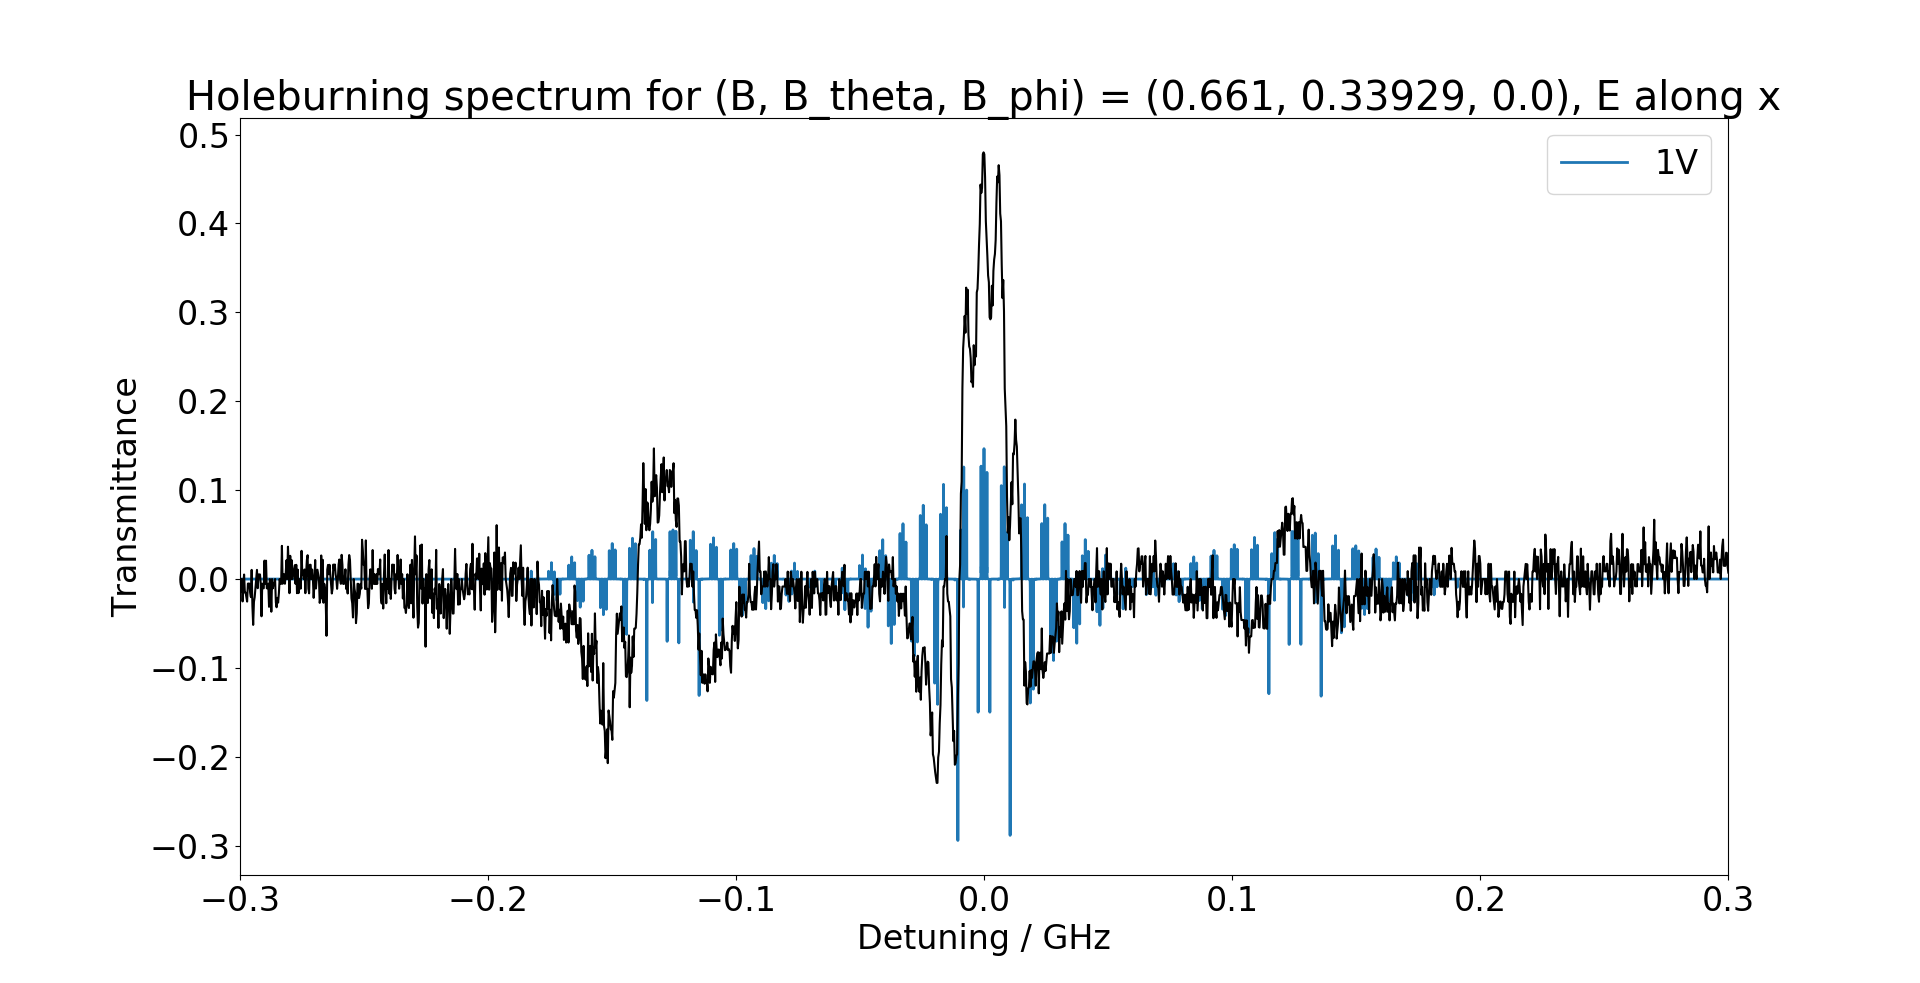 Holeburning spectrum for (B, B_theta, B_phi) = (0.661, 0.33929, 0.0), E along x
1V
Transmittance
0.5
0.4
0.3
0.2
0.1
0.0
−0.1
−0.2
−0.3
−0.3 −0.2 −0.1 0.0 0.1 0.2 0.3
Detuning / GHz